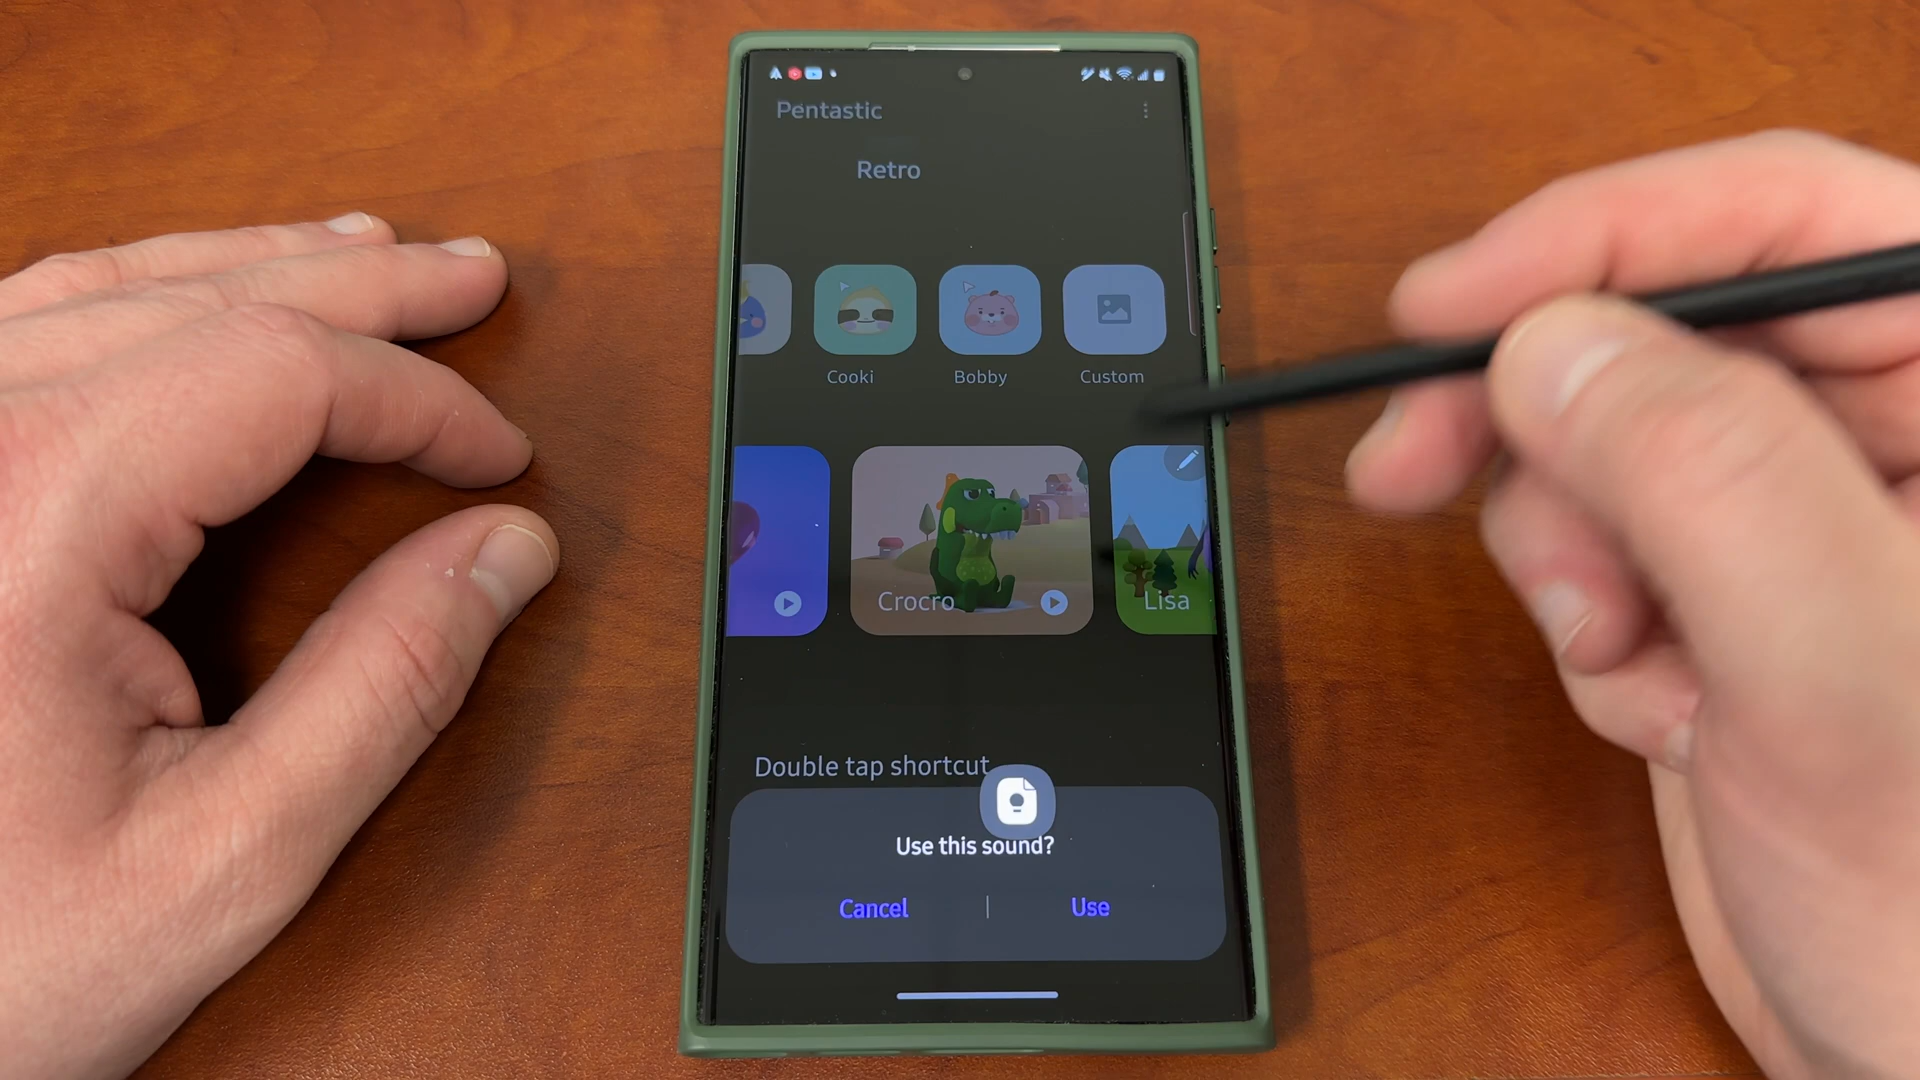 Pentastic
Retro
Cooki
Bobby
Custom
Crocro
Lisa
Double tap shortcut
Use this sound?
Cancel | Use